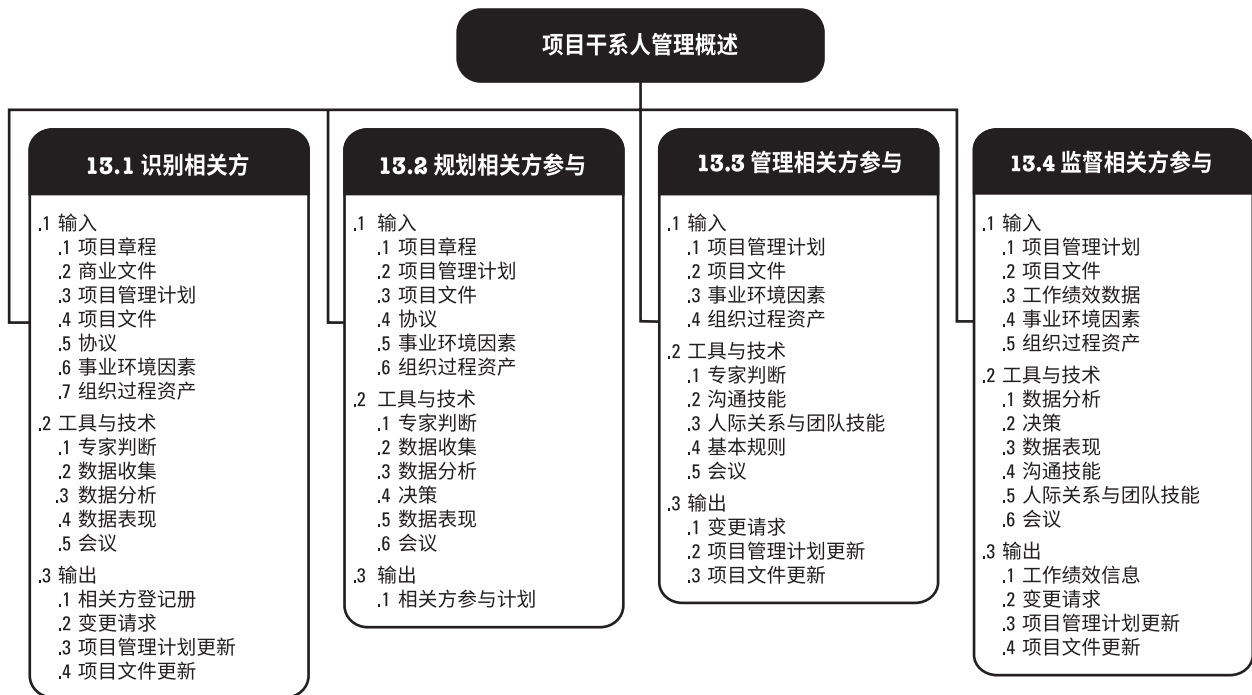 项目干系人管理概述
13.1 识别相关方
.1 输入
.1 项目章程
.2 商业文件
.3 项目管理计划
.4 项目文件
.5 协议
.6 事业环境因素
.7 组织过程资产
.2 工具与技术
.1 专家判断
.2 数据收集
.3 数据分析
.4 数据表现
.5 会议
.3 输出
.1 相关方登记册
.2 变更请求
.3 项目管理计划更新
.4 项目文件更新
13.2 规划相关方参与
.1 输入
.1 项目章程
.2 项目管理计划
.3 项目文件
.4 协议
.5 事业环境因素
.6 组织过程资产
.2 工具与技术
.1 专家判断
.2 数据收集
.3 数据分析
.4 决策
.5 数据表现
.6 会议
.3 输出
.1 相关方参与计划
13.3 管理相关方参与
.1 输入
.1 项目管理计划
.2 项目文件
.3 事业环境因素
.4 组织过程资产
.2 工具与技术
.1 专家判断
.2 沟通技能
.3 人际关系与团队技能
.4 基本规则
.5 会议
.3 输出
.1 变更请求
.2 项目管理计划更新
.3 项目文件更新
13.4 监督相关方参与
.1 输入
.1 项目管理计划
.2 项目文件
.3 工作绩效数据
.4 事业环境因素
.5 组织过程资产
.2 工具与技术
.1 数据分析
.2 决策
.3 数据表现
.4 沟通技能
.5 人际关系与团队技能
.6 会议
.3 输出
.1 工作绩效信息
.2 变更请求
.3 项目管理计划更新
.4 项目文件更新